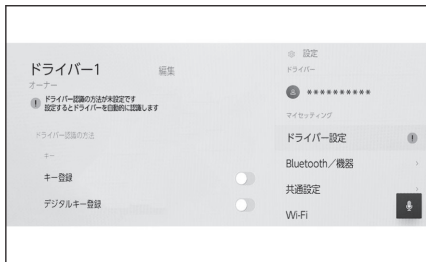 ドライバー1
編集
オーナー
ドライバー認識の方法が未設定です
設定するとドライバーを自動的に認識します
ドライバー認識の方法
キー
キー登録
デジタルキー登録
設定
ドライバー
**********
マイセッティング
ドライバー設定
Bluetooth／機器
共通設定
Wi-Fi